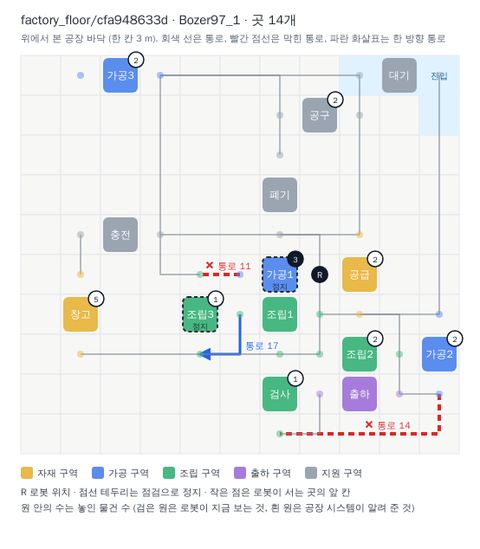 factory_floor/cfa948633d · Bozer97_1 · 곳 14개
위에서 본 공장 바닥 (한 칸 3 m). 회색 선은 통로, 빨간 점선은 막힌 통로, 파란 화살표는 한 방향 통로
가공3 2
대기
진입
공구 2
폐기
충전
✕ 통로 11
가공1 3
정지
R
공급 2
창고 5
조립3 1
정지
조립1
통로 17
조립2 2
가공2 2
검사 1
출하
✕ 통로 14
자재 구역 가공 구역 조립 구역 출하 구역 지원 구역
R 로봇 위치 · 점선 테두리는 점검으로 정지 · 작은 점은 로봇이 서는 곳의 앞 칸
원 안의 수는 놓인 물건 수 (검은 원은 로봇이 지금 보는 것, 흰 원은 공장 시스템이 알려 준 것)